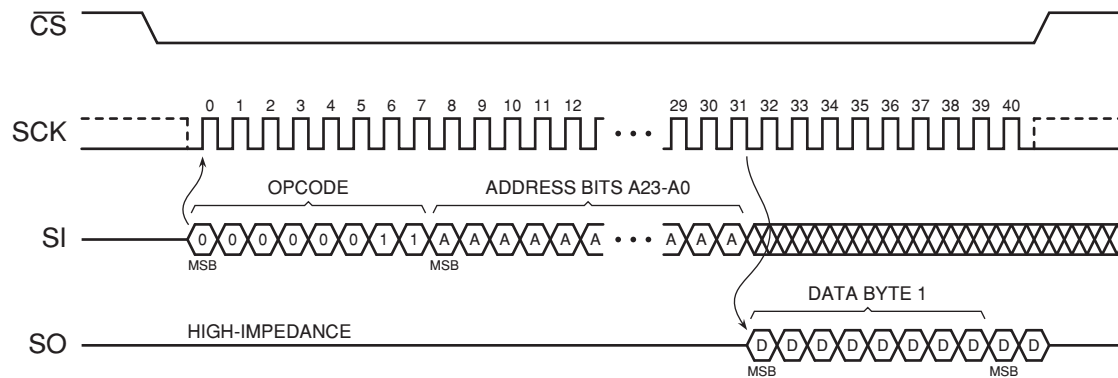 CS
0 1 2 3 4 5 6 7 8 9 10 11 12 29 30 31 32 33 34 35 36 37 38 39 40
SCK
OPCODE ADDRESS BITS A23-A0
SI 0 0 0 0 0 0 1 1 A A A A A A A A A
MSB MSB
DATA BYTE 1
HIGH-IMPEDANCE
SO D D D D D D D D D D
MSB MSB